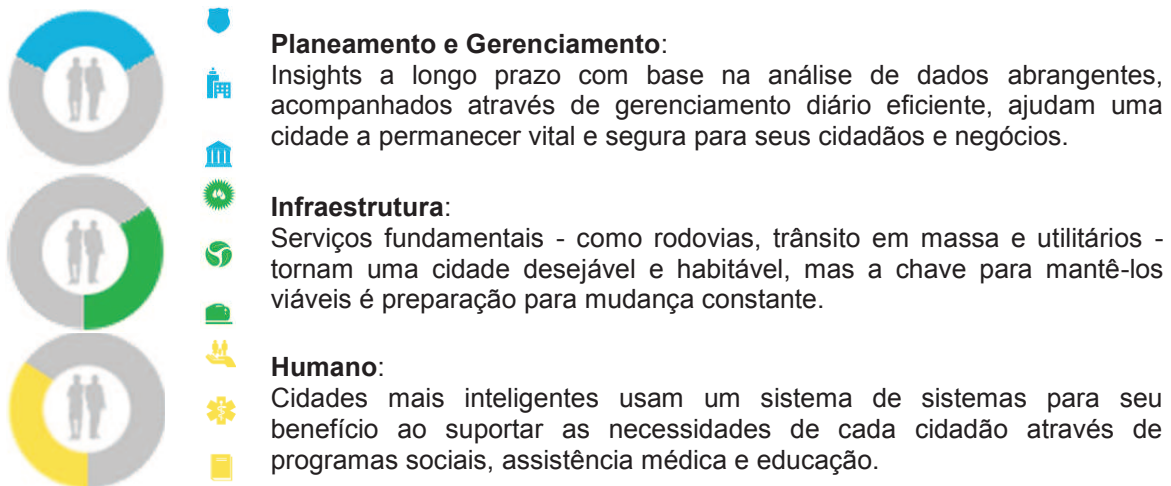 Planeamento e Gerenciamento:
Insights a longo prazo com base na análise de dados abrangentes,
acompanhados através de gerenciamento diário eficiente, ajudam uma
cidade a permanecer vital e segura para seus cidadãos e negócios.
Infraestrutura:
Serviços fundamentais - como rodovias, trânsito em massa e utilitários -
tornam uma cidade desejável e habitável, mas a chave para mantê-los
viáveis é preparação para mudança constante.
Humano:
Cidades mais inteligentes usam um sistema de sistemas para seu
benefício ao suportar as necessidades de cada cidadão através de
programas sociais, assistência médica e educação.